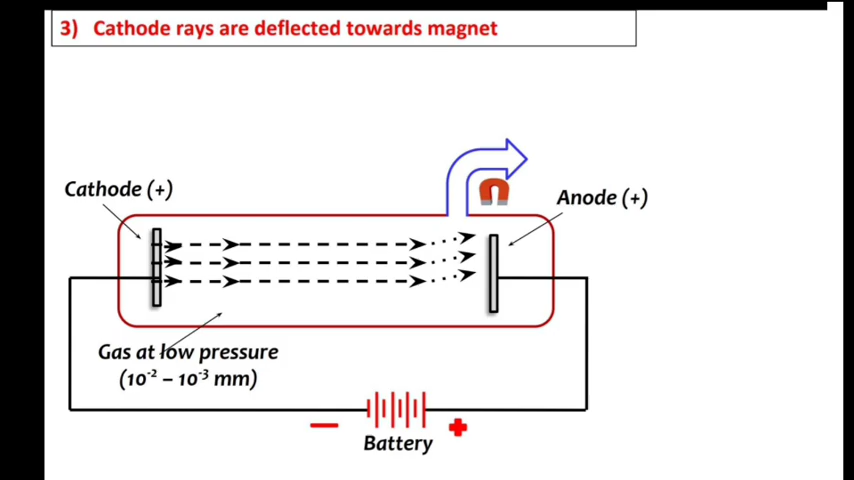 3) Cathode rays are deflected towards magnet
Cathode (+)
Anode (+)
Gas at low pressure
(10⁻² – 10⁻³ mm)
Battery